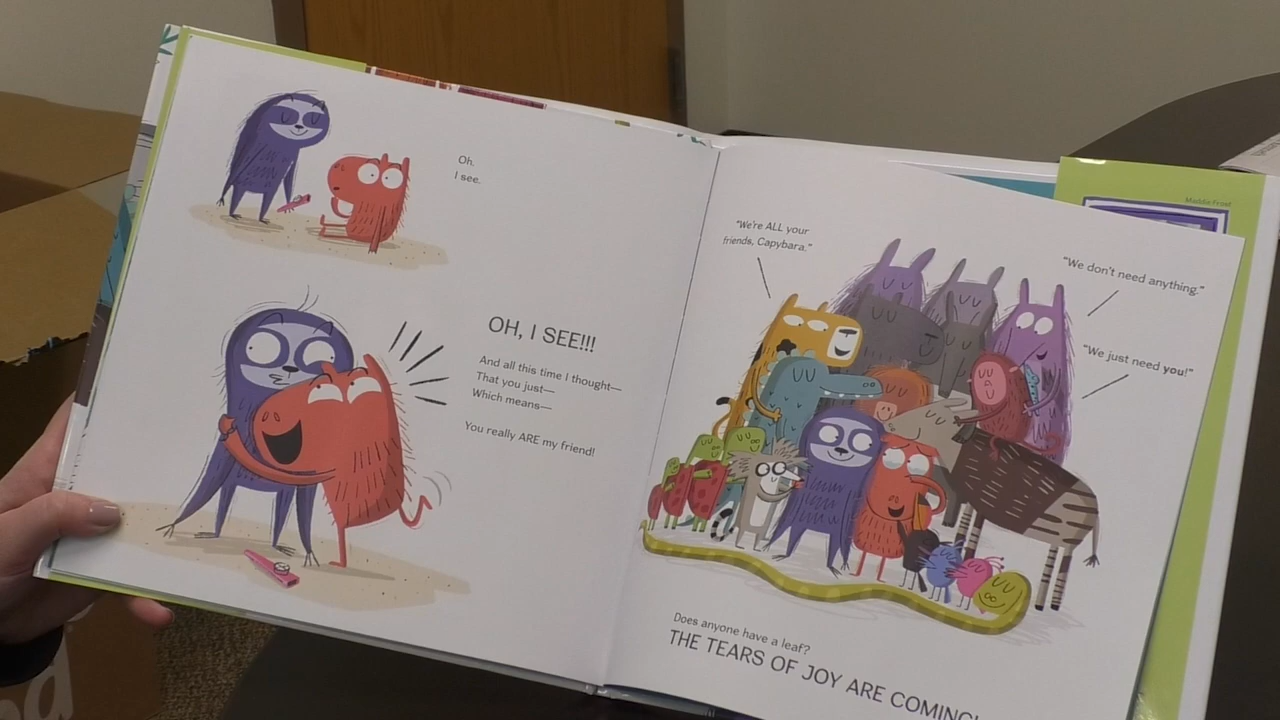 Oh.
I see.
OH, I SEE!!!
And all this time I thought—
That you just—
Which means—
You really ARE my friend!
"We're ALL your
friends, Capybara."
"We don't need anything."
"We just need you!"
Does anyone have a leaf?
THE TEARS OF JOY ARE COMING!
Maddie Frost